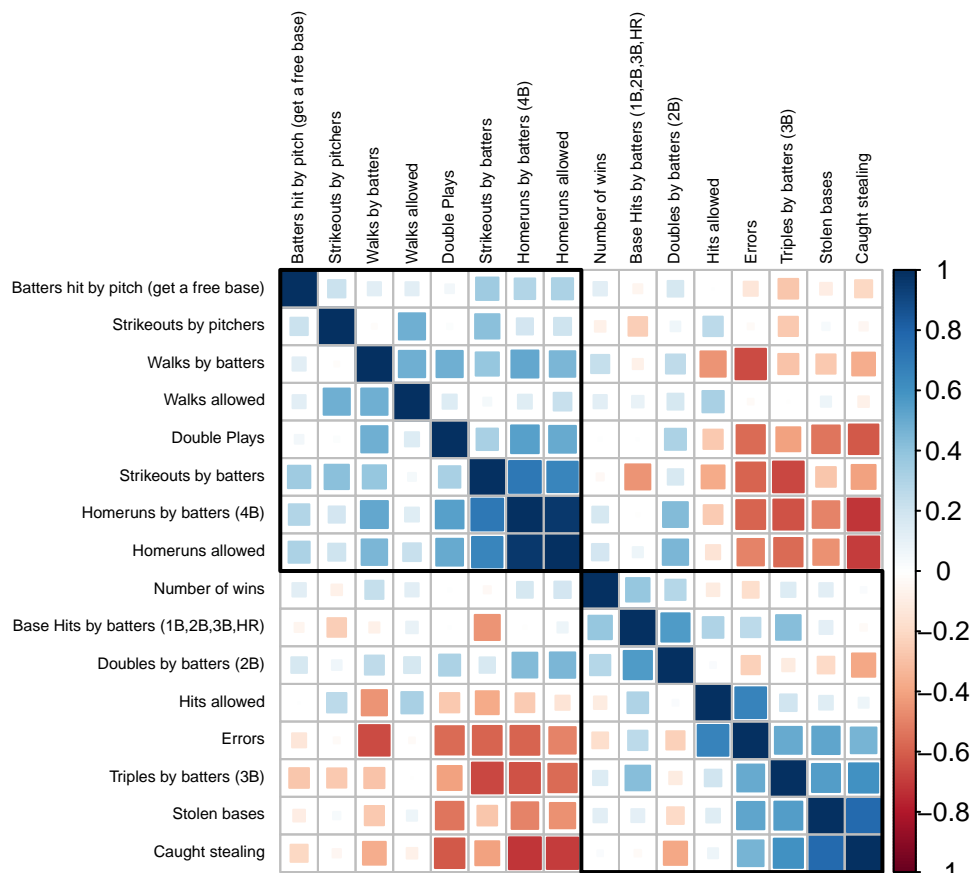 Batters hit by pitch (get a free base)
Strikeouts by pitchers
Walks by batters
Walks allowed
Double Plays
Strikeouts by batters
Homeruns by batters (4B)
Homeruns allowed
Number of wins
Base Hits by batters (1B,2B,3B,HR)
Doubles by batters (2B)
Hits allowed
Errors
Triples by batters (3B)
Stolen bases
Caught stealing
Batters hit by pitch (get a free base)
Strikeouts by pitchers
Walks by batters
Walks allowed
Double Plays
Strikeouts by batters
Homeruns by batters (4B)
Homeruns allowed
Number of wins
Base Hits by batters (1B,2B,3B,HR)
Doubles by batters (2B)
Hits allowed
Errors
Triples by batters (3B)
Stolen bases
Caught stealing
1
0.8
0.6
0.4
0.2
0
−0.2
−0.4
−0.6
−0.8
−1